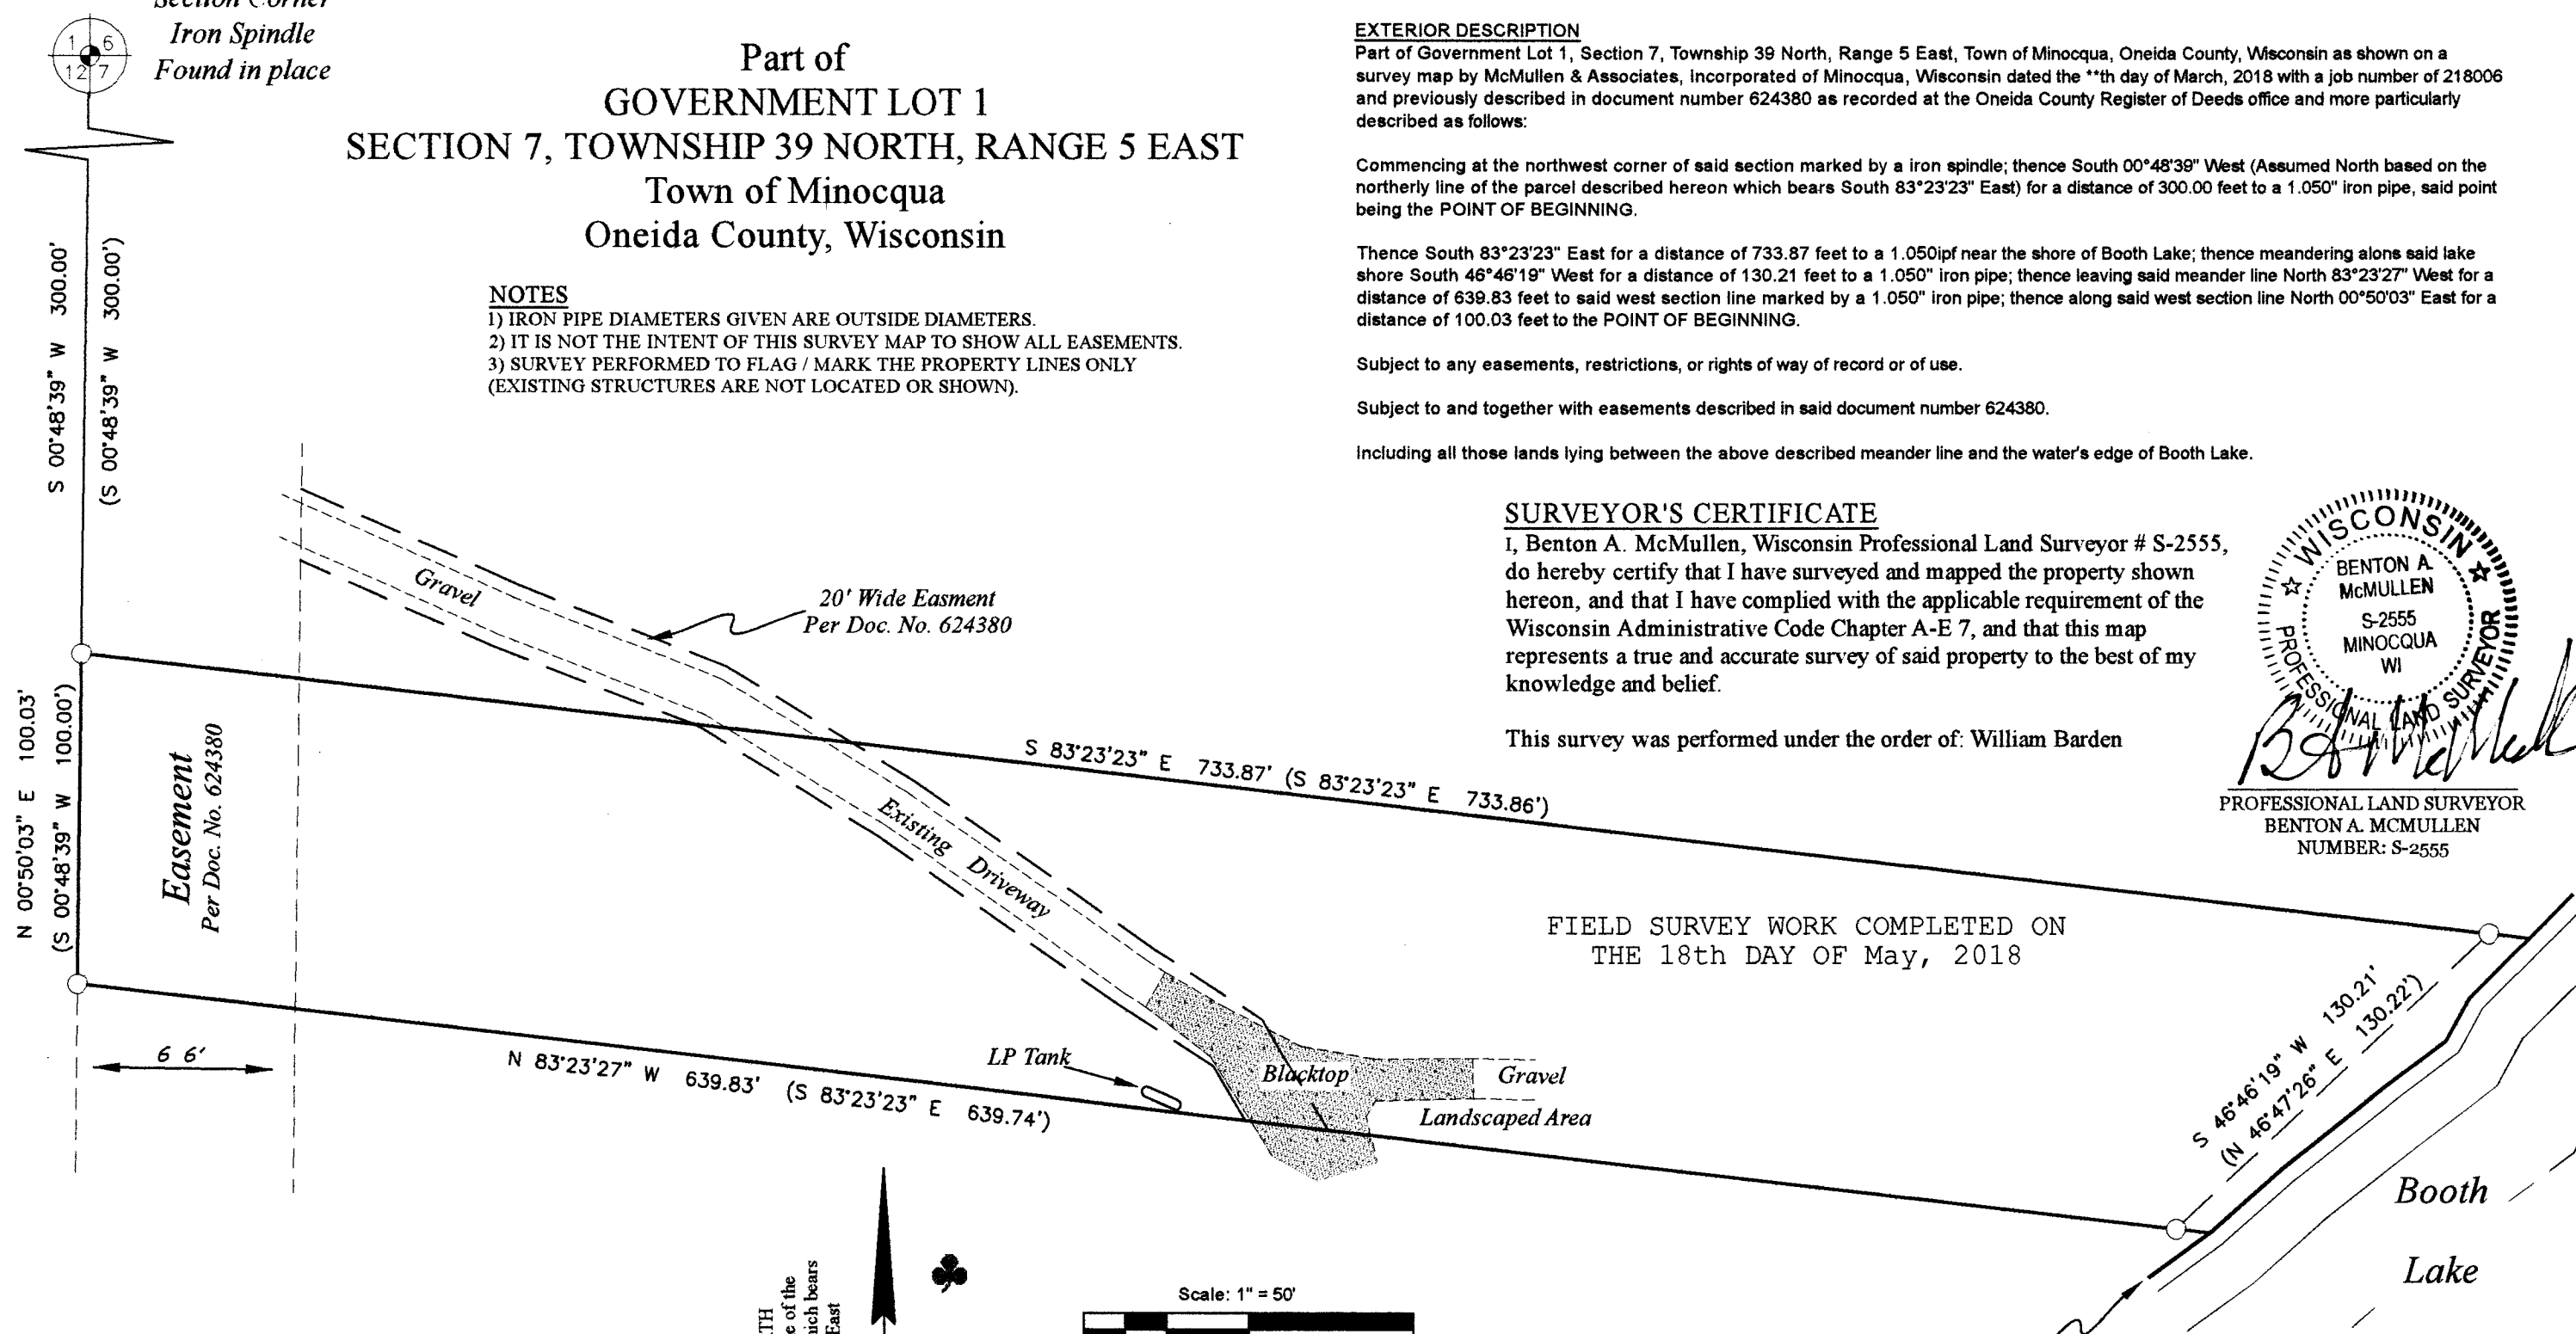 Section Corner
Iron Spindle
Found in place
1 6
12 7
Part of
GOVERNMENT LOT 1
SECTION 7, TOWNSHIP 39 NORTH, RANGE 5 EAST
Town of Minocqua
Oneida County, Wisconsin
NOTES
1) IRON PIPE DIAMETERS GIVEN ARE OUTSIDE DIAMETERS.
2) IT IS NOT THE INTENT OF THIS SURVEY MAP TO SHOW ALL EASEMENTS.
3) SURVEY PERFORMED TO FLAG / MARK THE PROPERTY LINES ONLY
(EXISTING STRUCTURES ARE NOT LOCATED OR SHOWN).
EXTERIOR DESCRIPTION
Part of Government Lot 1, Section 7, Township 39 North, Range 5 East, Town of Minocqua, Oneida County, Wisconsin as shown on a
survey map by McMullen & Associates, Incorporated of Minocqua, Wisconsin dated the **th day of March, 2018 with a job number of 218006
and previously described in document number 624380 as recorded at the Oneida County Register of Deeds office and more particularly
described as follows:
Commencing at the northwest corner of said section marked by a iron spindle; thence South 00°48'39" West (Assumed North based on the
northerly line of the parcel described hereon which bears South 83°23'23" East) for a distance of 300.00 feet to a 1.050" iron pipe, said point
being the POINT OF BEGINNING.
Thence South 83°23'23" East for a distance of 733.87 feet to a 1.050ipf near the shore of Booth Lake; thence meandering alons said lake
shore South 46°46'19" West for a distance of 130.21 feet to a 1.050" iron pipe; thence leaving said meander line North 83°23'27" West for a
distance of 639.83 feet to said west section line marked by a 1.050" iron pipe; thence along said west section line North 00°50'03" East for a
distance of 100.03 feet to the POINT OF BEGINNING.
Subject to any easements, restrictions, or rights of way of record or of use.
Subject to and together with easements described in said document number 624380.
Including all those lands lying between the above described meander line and the water's edge of Booth Lake.
SURVEYOR'S CERTIFICATE
I, Benton A. McMullen, Wisconsin Professional Land Surveyor # S-2555,
do hereby certify that I have surveyed and mapped the property shown
hereon, and that I have complied with the applicable requirement of the
Wisconsin Administrative Code Chapter A-E 7, and that this map
represents a true and accurate survey of said property to the best of my
knowledge and belief.
This survey was performed under the order of: William Barden
WISCONSIN
BENTON A.
McMULLEN
S-2555
MINOCQUA
WI
PROFESSIONAL LAND SURVEYOR
PROFESSIONAL LAND SURVEYOR
BENTON A. MCMULLEN
NUMBER: S-2555
S 00°48'39" W 300.00'
(S 00°48'39" W 300.00')
Gravel
20' Wide Easment
Per Doc. No. 624380
N 00°50'03" E 100.03'
(S 00°48'39" W 100.00')
Easement
Per Doc. No. 624380
S 83°23'23" E 733.87' (S 83°23'23" E 733.86')
Existing Driveway
FIELD SURVEY WORK COMPLETED ON
THE 18th DAY OF May, 2018
66'
N 83°23'27" W 639.83' (S 83°23'23" E 639.74')
LP Tank
Blacktop
Gravel
Landscaped Area
S 46°46'19" W 130.21'
(N 46°47'26" E 130.22')
Booth
Lake
Scale: 1" = 50'
e of the
ich bears
East